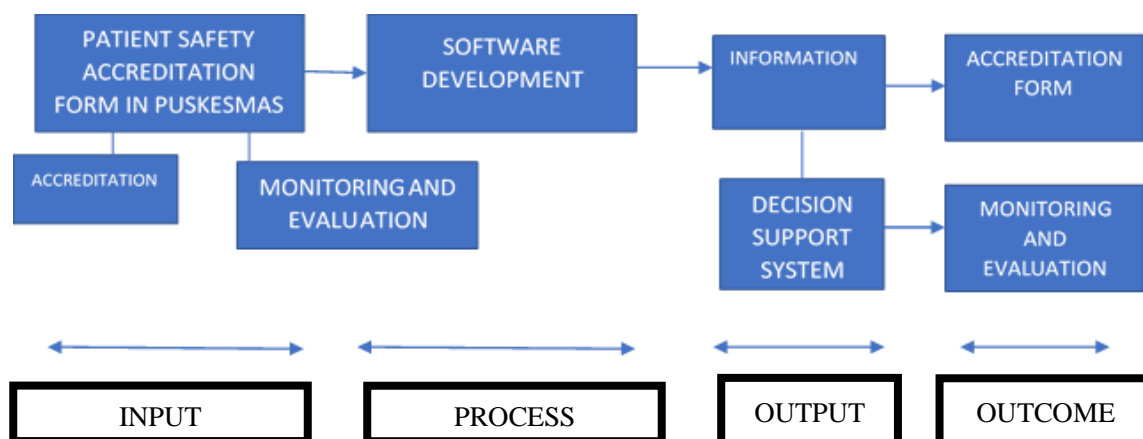 PATIENT SAFETY
ACCREDITATION
FORM IN PUSKESMAS
SOFTWARE
DEVELOPMENT
INFORMATION
ACCREDITATION
FORM
ACCREDITATION
MONITORING AND
EVALUATION
DECISION
SUPPORT
SYSTEM
MONITORING
AND
EVALUATION
INPUT
PROCESS
OUTPUT
OUTCOME